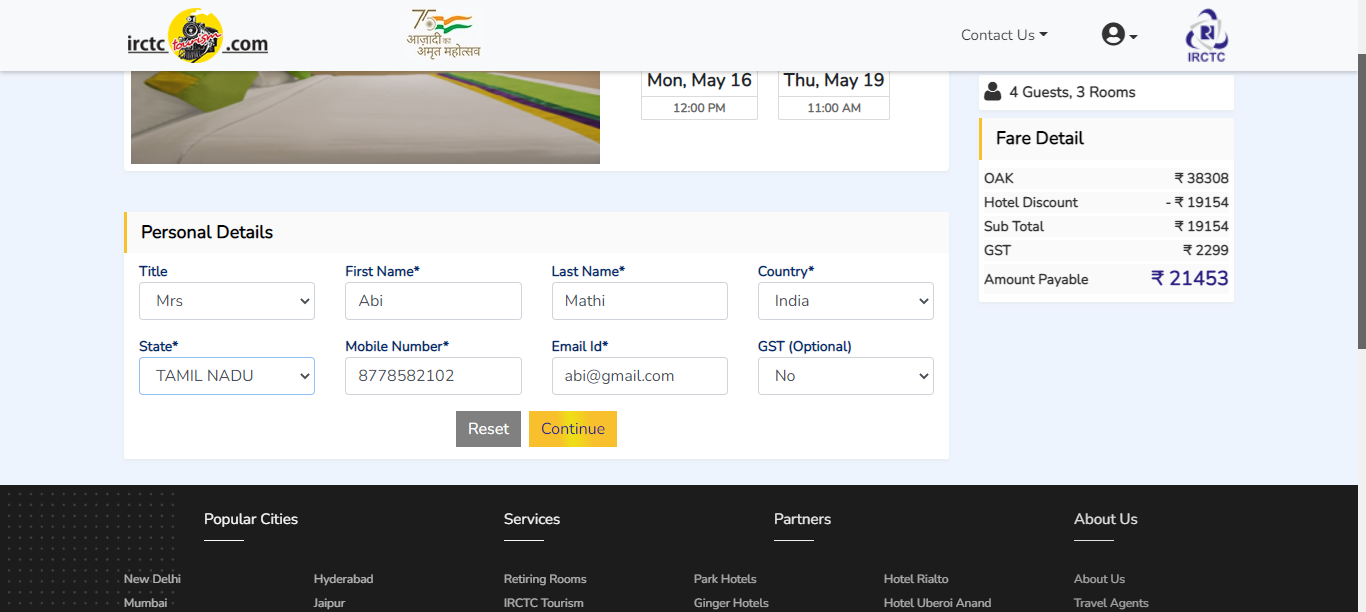 irctc tourism .com
75
आज़ादी का
अमृत महोत्सव
Contact Us
IRCTC
Mon, May 16
12:00 PM
Thu, May 19
11:00 AM
4 Guests, 3 Rooms
Fare Detail
OAK ₹ 38308
Hotel Discount - ₹ 19154
Sub Total ₹ 19154
GST ₹ 2299
Amount Payable ₹ 21453
Personal Details
Title First Name* Last Name* Country*
Mrs Abi Mathi India
State* Mobile Number* Email Id* GST (Optional)
TAMIL NADU 8778582102 abi@gmail.com No
Reset Continue
Popular Cities Services Partners About Us
New Delhi Hyderabad Retiring Rooms Park Hotels Hotel Rialto About Us
Mumbai Jaipur IRCTC Tourism Ginger Hotels Hotel Uberoi Anand Travel Agents